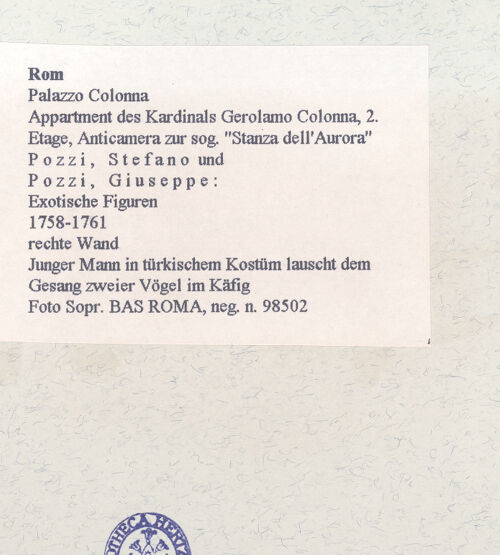 Rom
Palazzo Colonna
Appartment des Kardinals Gerolamo Colonna, 2.
Etage, Anticamera zur sog. "Stanza dell'Aurora"
Pozzi, Stefano und
Pozzi, Giuseppe:
Exotische Figuren
1758-1761
rechte Wand
Junger Mann in türkischem Kostüm lauscht dem
Gesang zweier Vögel im Käfig
Foto Sopr. BAS ROMA, neg. n. 98502
OTHECA HERTZ